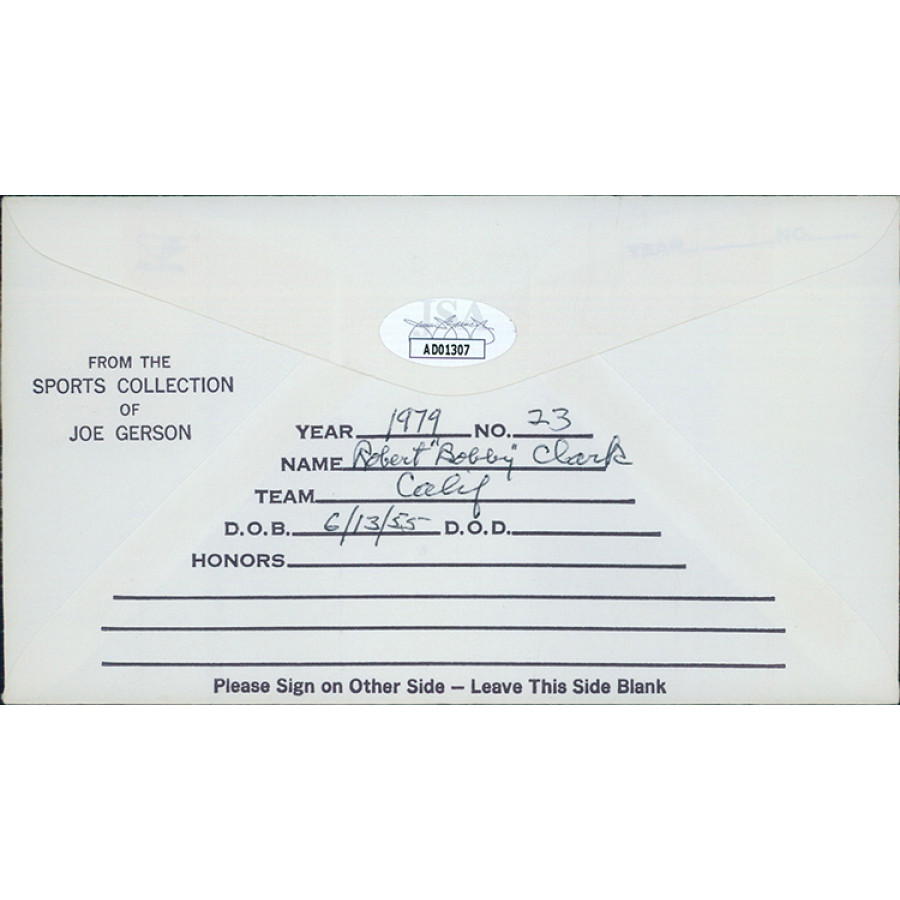 JSA
AD01307
FROM THE
SPORTS COLLECTION
OF
JOE GERSON
YEAR 1979 NO. 23
NAME Robert "Bobby" Clark
TEAM Calif
D.O.B. 6/13/55 D.O.D.
HONORS
Please Sign on Other Side — Leave This Side Blank